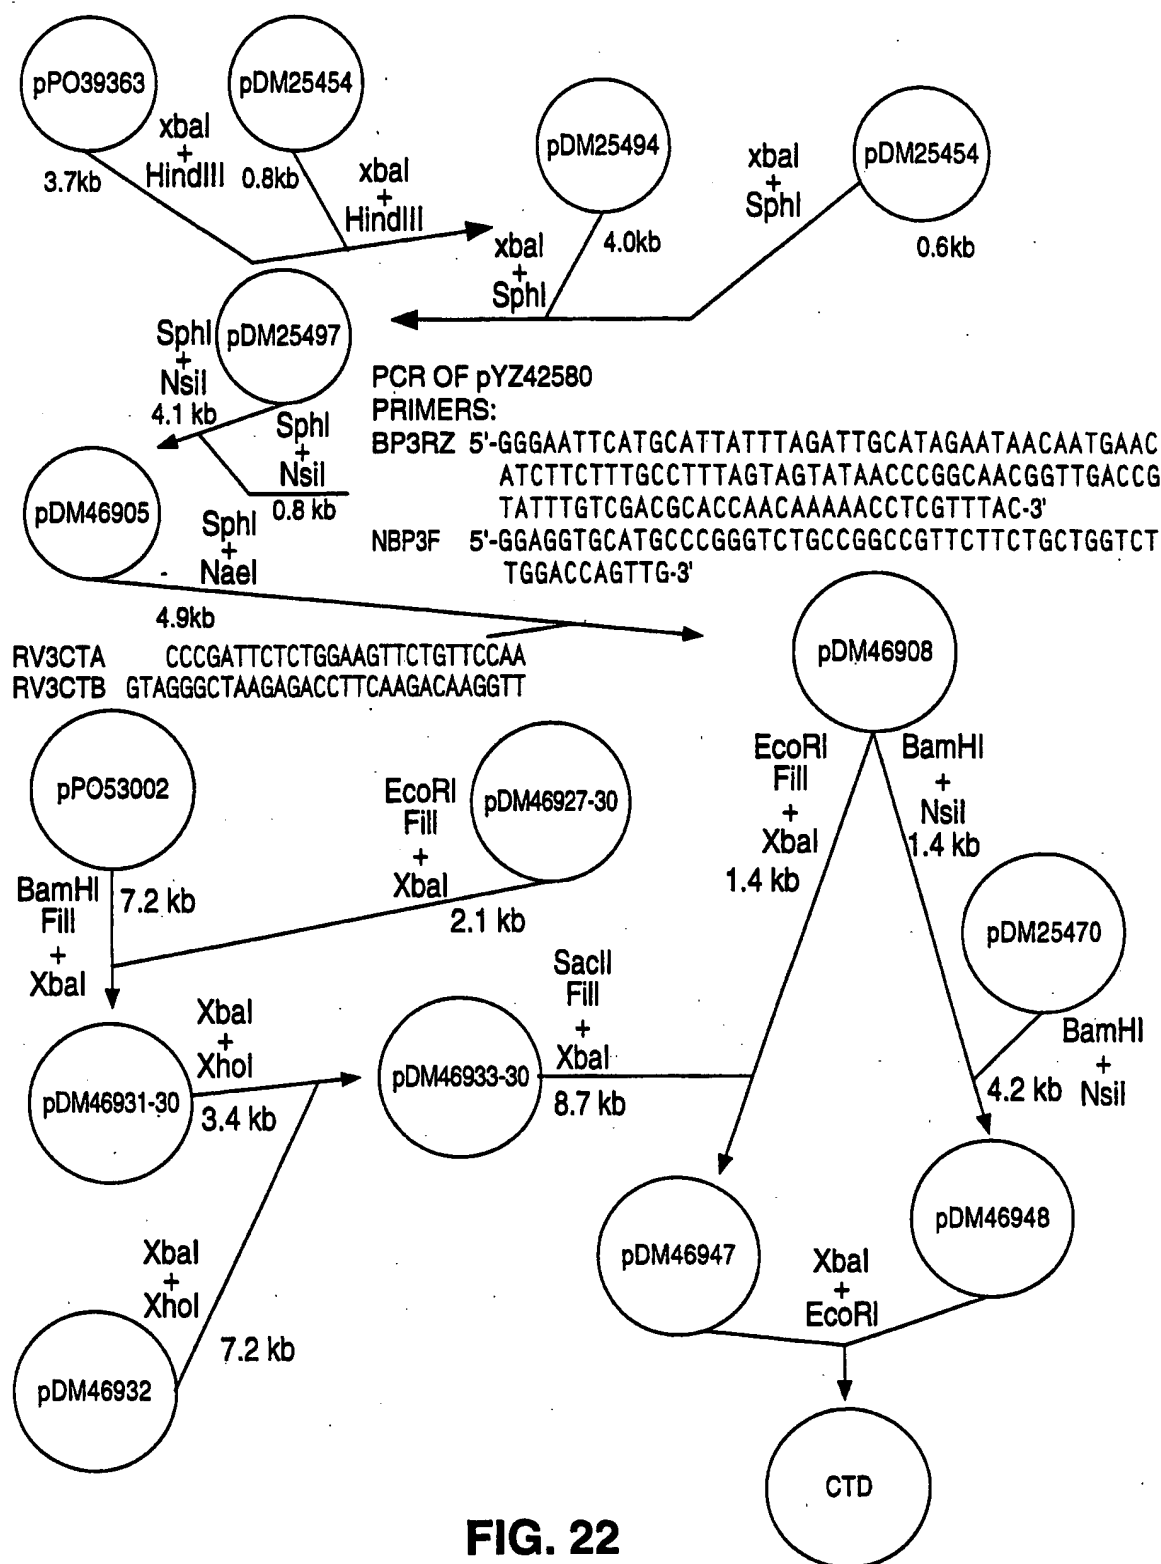 pPO39363
pDM25454
xbaI
+
HindIII
3.7kb
0.8kb
xbaI
+
HindIII
pDM25494
xbaI
+
SphI
pDM25454
4.0kb
0.6kb
xbaI
+
SphI
SphI
+
NsiI
4.1 kb
pDM25497
SphI
+
NsiI
0.8 kb
PCR OF pYZ42580
PRIMERS:
BP3RZ 5'-GGGAATTCATGCATTATTTAGATTGCATAGAATAACAATGAAC
ATCTTCTTTGCCTTTAGTAGTATAACCCGGCAACGGTTGACCG
TATTTGTCGACGCACCAACAAAAACCTCGTTTAC-3'
NBP3F 5'-GGAGGTGCATGCCCGGGTCTGCCGGCCGTTCTTCTGCTGGTCT
TGGACCAGTTG-3'
pDM46905
SphI
+
NaeI
4.9kb
RV3CTA CCCGATTCTCTGGAAGTTCTGTTCCAA
RV3CTB GTAGGGCTAAGAGACCTTCAAGACAAGGTT
pDM46908
pPO53002
EcoRI
Fill
+
XbaI
pDM46927-30
EcoRI
Fill
+
XbaI
1.4 kb
BamHI
+
NsiI
1.4 kb
BamHI
Fill
+
XbaI
7.2 kb
2.1 kb
pDM25470
SacII
Fill
+
XbaI
8.7 kb
BamHI
+
NsiI
4.2 kb
pDM46931-30
XbaI
+
XhoI
3.4 kb
pDM46933-30
pDM46947
pDM46948
XbaI
+
EcoRI
XbaI
+
XhoI
7.2 kb
pDM46932
CTD
FIG. 22